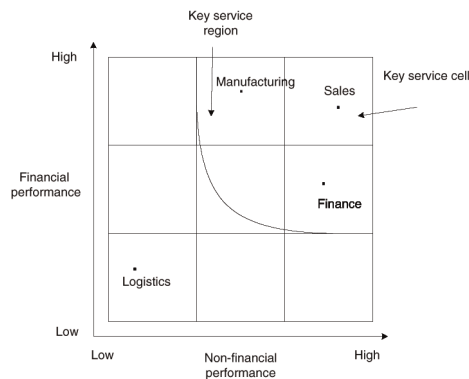 Key service
region
High
Manufacturing
Sales
Key service cell
Financial
performance
Finance
Logistics
Low
Low
Non-financial
performance
High